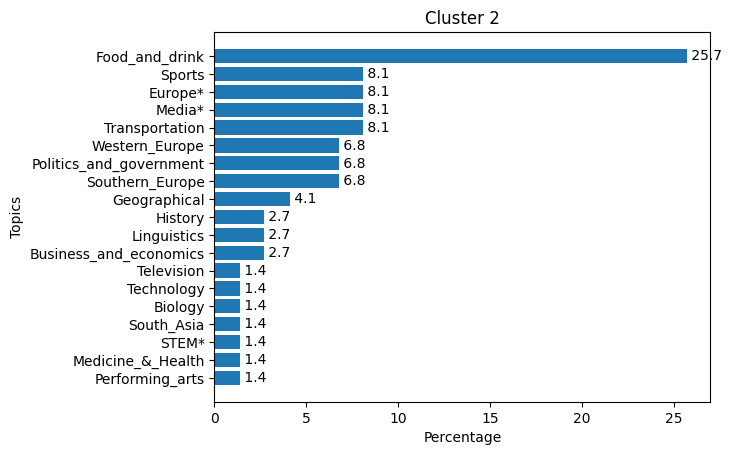 Cluster 2
Food_and_drink 25.7
Sports 8.1
Europe* 8.1
Media* 8.1
Transportation 8.1
Western_Europe 6.8
Politics_and_government 6.8
Southern_Europe 6.8
Geographical 4.1
History 2.7
Linguistics 2.7
Business_and_economics 2.7
Television 1.4
Technology 1.4
Biology 1.4
South_Asia 1.4
STEM* 1.4
Medicine_&_Health 1.4
Performing_arts 1.4
Topics
0 5 10 15 20 25
Percentage